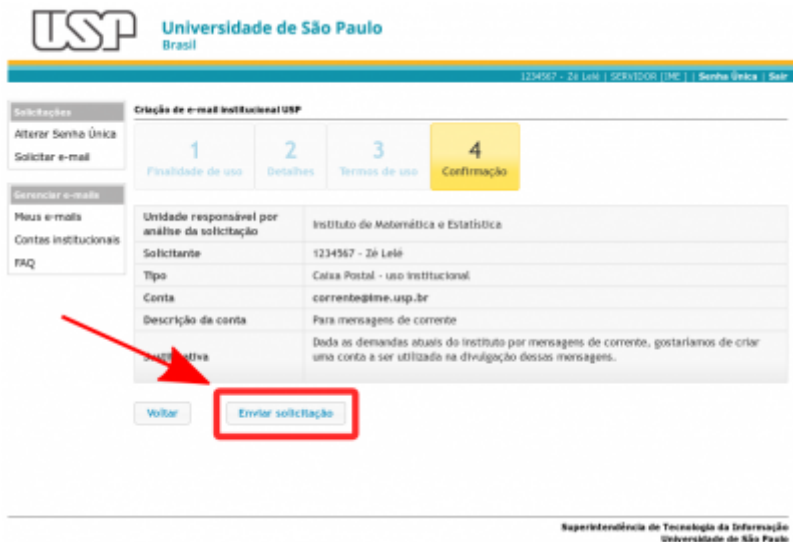 USP
Universidade de São Paulo
Brasil
1234567 - Zé Lelé | SERVIDOR [IME ] | Senha Única | Sair
Solicitações
Alterar Senha Única
Solicitar e-mail
Gerenciar e-mails
Meus e-mails
Contas institucionais
FAQ
Criação de e-mail institucional USP
1
Finalidade de uso
2
Detalhes
3
Termos de uso
4
Confirmação
Unidade responsável por
análise da solicitação
Instituto de Matemática e Estatística
Solicitante
1234567 - Zé Lelé
Tipo
Caixa Postal - uso institucional
Conta
corrente@ime.usp.br
Descrição da conta
Para mensagens de corrente
Dada as demandas atuais do instituto por mensagens de corrente, gostaríamos de criar
uma conta a ser utilizada na divulgação dessas mensagens.
Voltar
Enviar solicitação
Superintendência de Tecnologia da Informação
Universidade de São Paulo